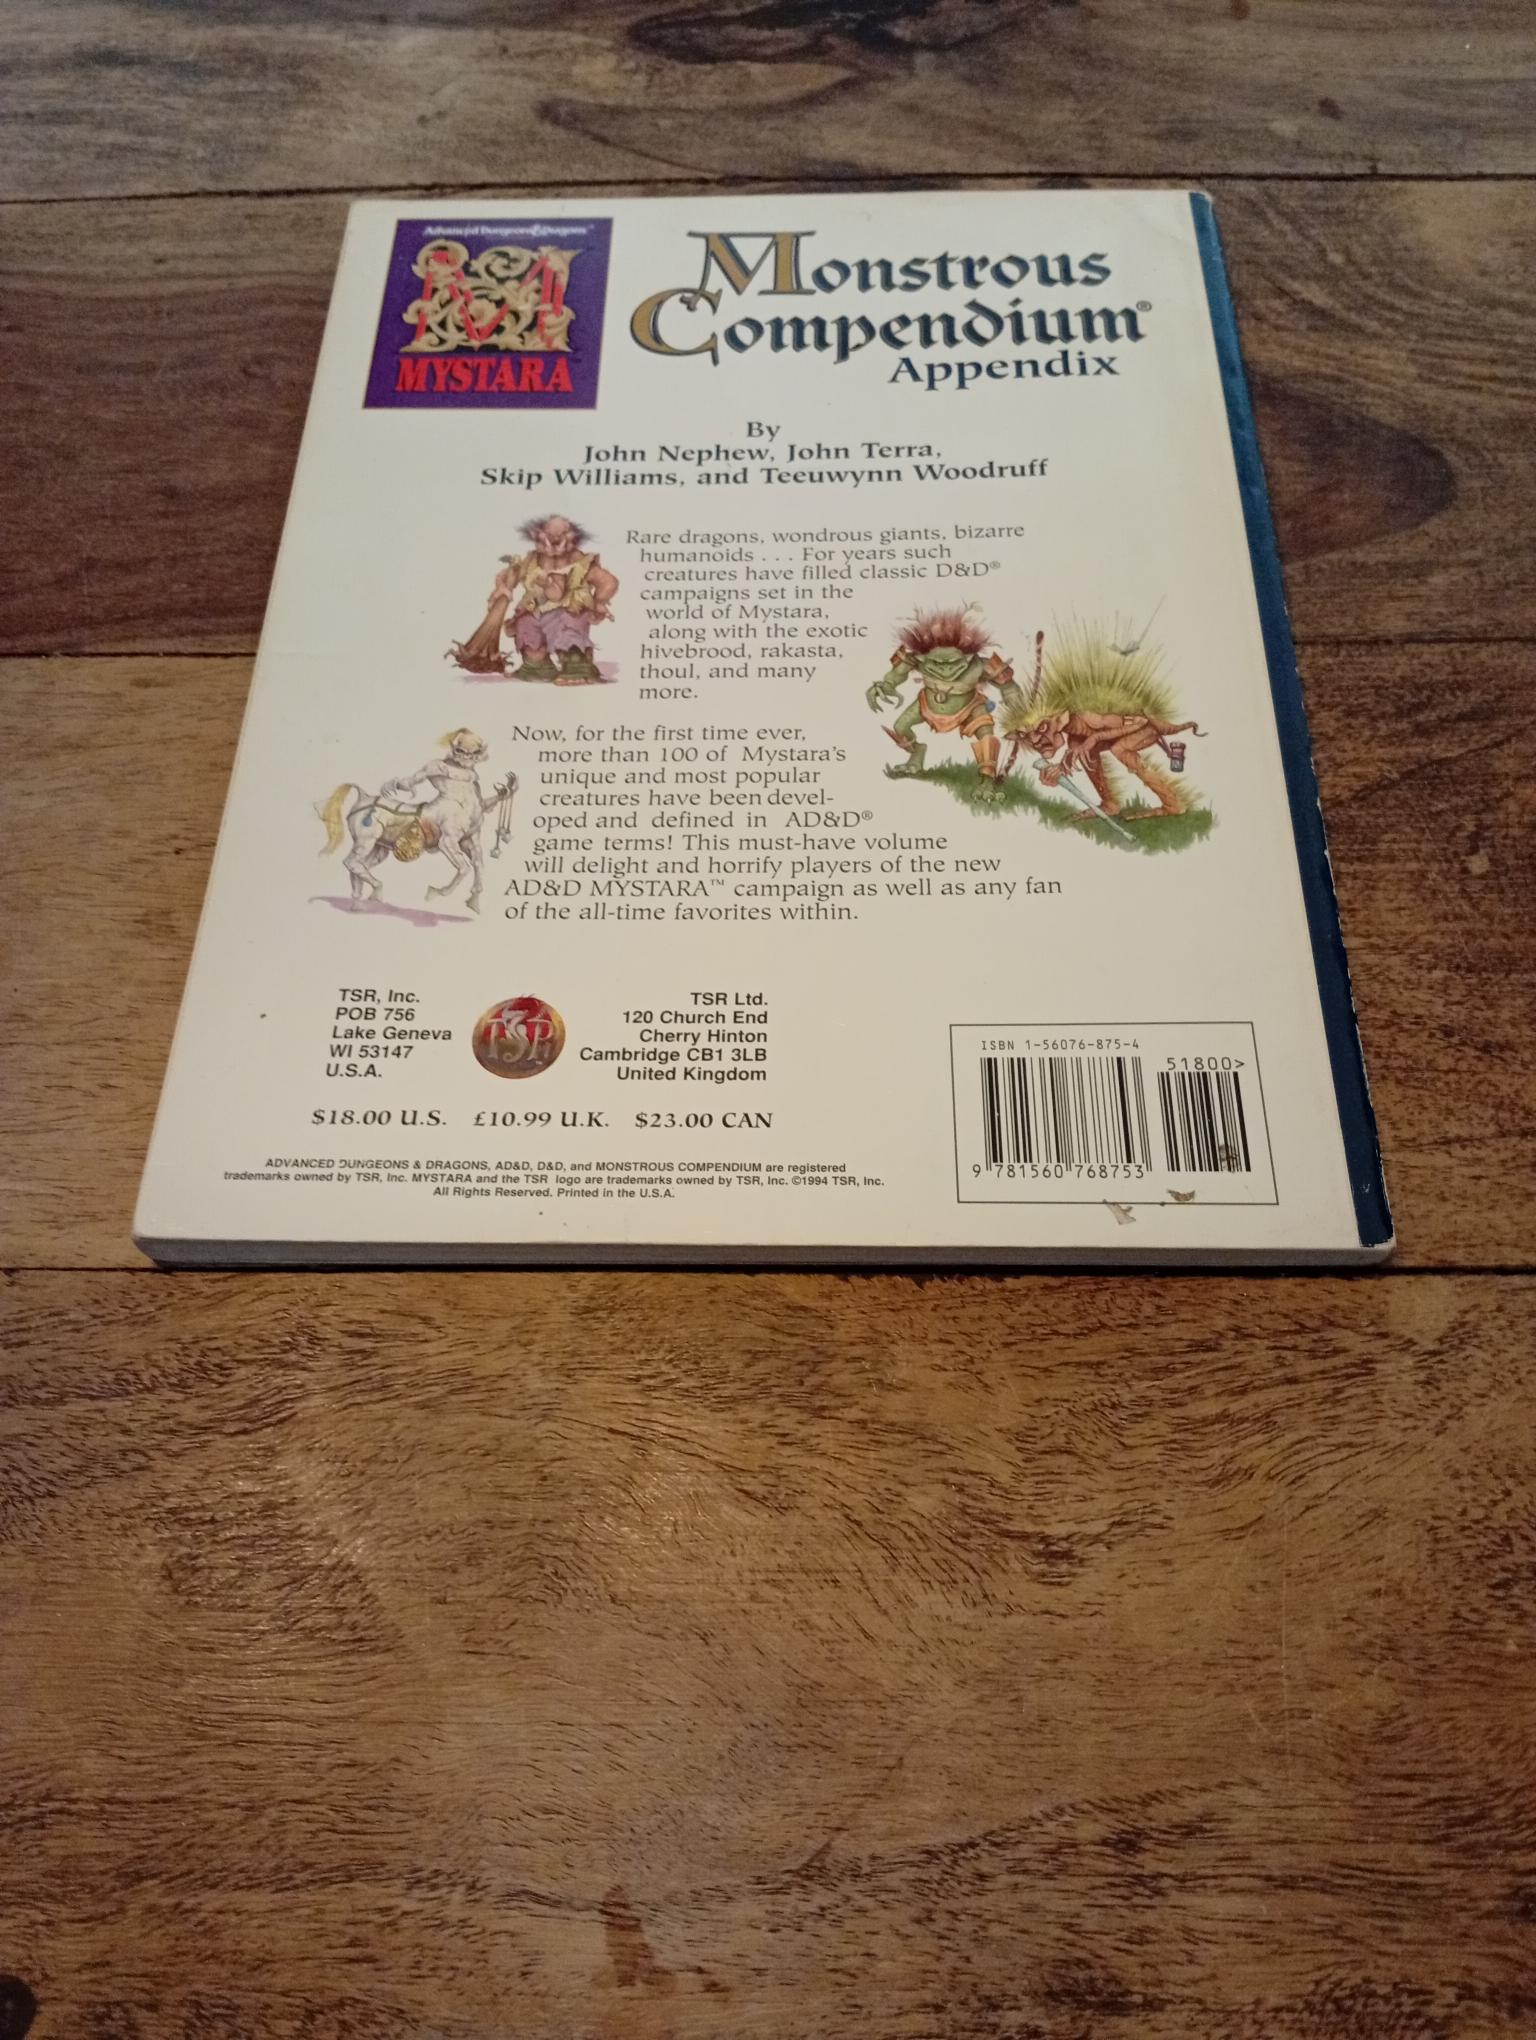 Advanced Dungeons & Dragons™
MYSTARA
Monstrous
Compendium®
Appendix
By
John Nephew, John Terra,
Skip Williams, and Teeuwynn Woodruff
Rare dragons, wondrous giants, bizarre
humanoids . . . For years such
creatures have filled classic D&D®
campaigns set in the
world of Mystara,
along with the exotic
hivebrood, rakasta,
thoul, and many
more.
Now, for the first time ever,
more than 100 of Mystara's
unique and most popular
creatures have been devel-
oped and defined in AD&D®
game terms! This must-have volume
will delight and horrify players of the new
AD&D MYSTARA™ campaign as well as any fan
of the all-time favorites within.
TSR, Inc.
POB 756
Lake Geneva
WI 53147
U.S.A.
TSR
TSR Ltd.
120 Church End
Cherry Hinton
Cambridge CB1 3LB
United Kingdom
$18.00 U.S. £10.99 U.K. $23.00 CAN
ADVANCED DUNGEONS & DRAGONS, AD&D, D&D, and MONSTROUS COMPENDIUM are registered
trademarks owned by TSR, Inc. MYSTARA and the TSR logo are trademarks owned by TSR, Inc. ©1994 TSR, Inc.
All Rights Reserved. Printed in the U.S.A.
ISBN 1-56076-875-4
51800>
9 781560 768753